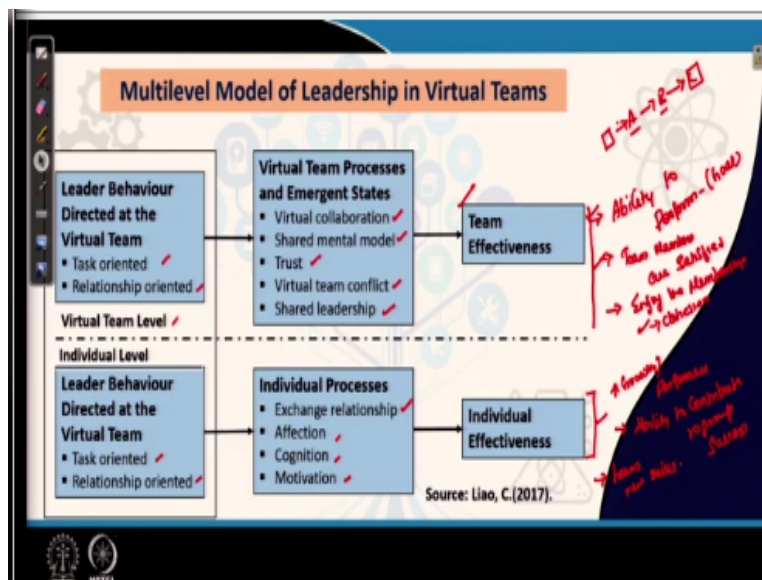 Multilevel Model of Leadership in Virtual Teams
Leader Behaviour
Directed at the
Virtual Team
▪ Task oriented
▪ Relationship oriented
Virtual Team Level
Virtual Team Processes
and Emergent States
▪ Virtual collaboration
▪ Shared mental model
▪ Trust
▪ Virtual team conflict
▪ Shared leadership
Team
Effectiveness
→ A → B →
Ability to
perform
Team Members
are satisfied
→ Enjoy the Membership
→ Cohesion
Individual Level
Leader Behaviour
Directed at the
Virtual Team
▪ Task oriented
▪ Relationship oriented
Individual Processes
▪ Exchange relationship
▪ Affection
▪ Cognition
▪ Motivation
Individual
Effectiveness
Performance
→ Ability to Contribute
to group
success
→ learn
new skills.
Source: Liao, C.(2017).
NPTEL